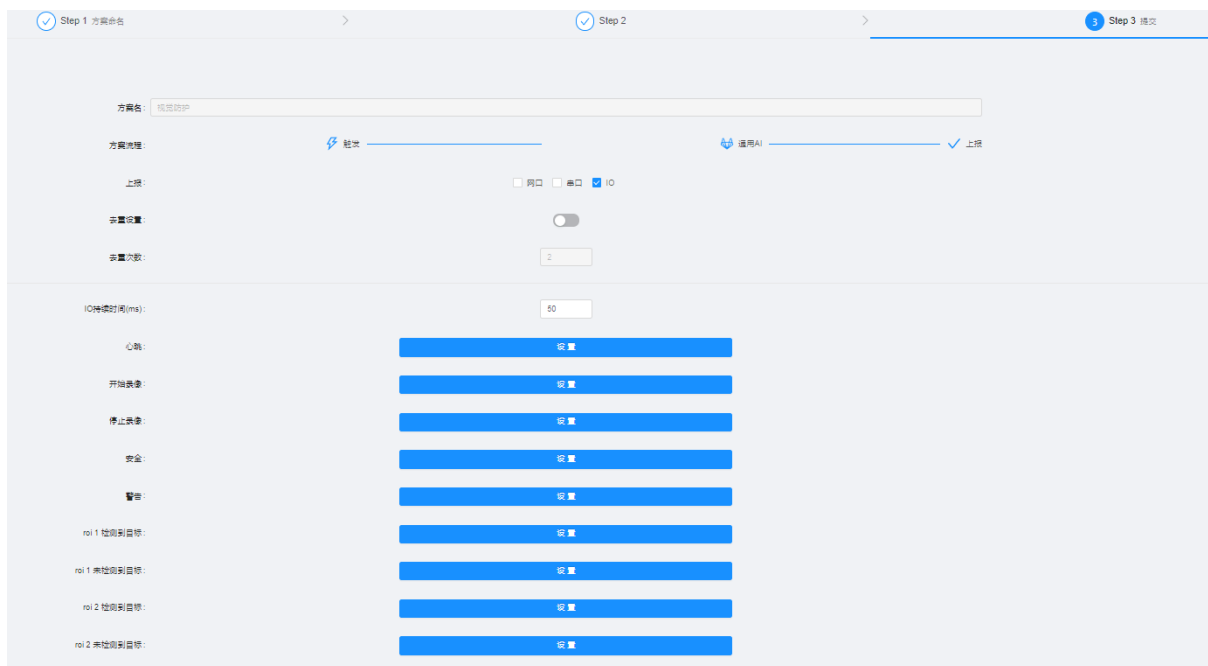 Step 1 方案命名 Step 2 3 Step 3 提交
方案名: 视觉防护
方案流程: 触发 通用AI 上报
上报: 网口 串口 IO
去重设置:
去重次数: 2
IO持续时间(ms): 50
心跳: 设 置
开始录像: 设 置
停止录像: 设 置
安全: 设 置
警告: 设 置
roi 1 检测到目标: 设 置
roi 1 未检测到目标: 设 置
roi 2 检测到目标: 设 置
roi 2 未检测到目标: 设 置